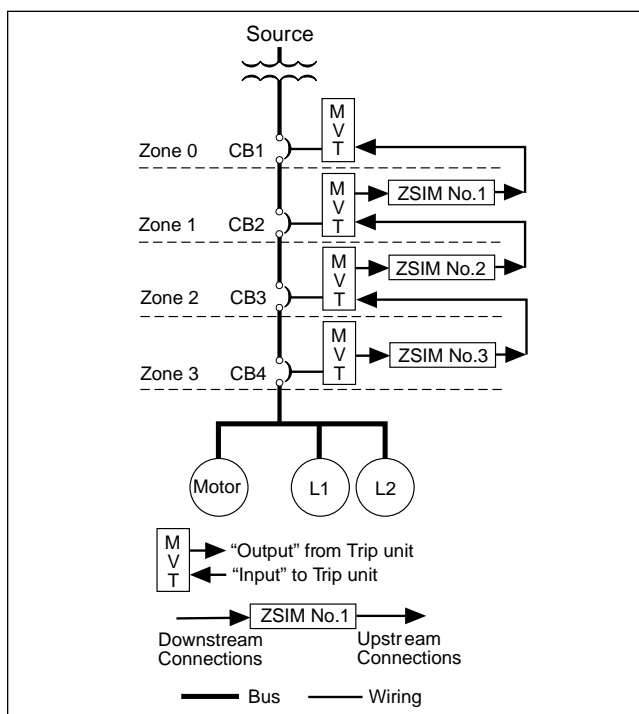 Source
M
V
T
Zone 0 CB1
M
V
T
ZSIM No.1
Zone 1 CB2
M
V
T
ZSIM No.2
Zone 2 CB3
M
V
T
ZSIM No.3
Zone 3 CB4
Motor L1 L2
M
V
T
“Output” from Trip unit
“Input” to Trip unit
ZSIM No.1
Downstream Connections
Upstream Connections
Bus Wiring